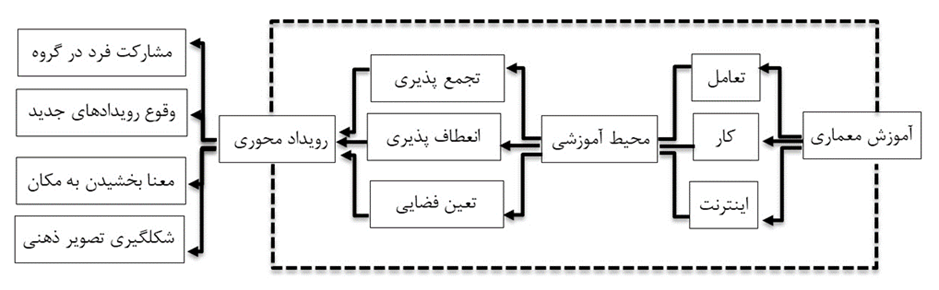 آموزش معماری
تعامل
کار
اینترنت
محیط آموزشی
تجمع پذیری
انعطاف پذیری
تعین فضایی
رویداد محوری
مشارکت فرد در گروه
وقوع رویدادهای جدید
معنا بخشیدن به مکان
شکلگیری تصویر ذهنی